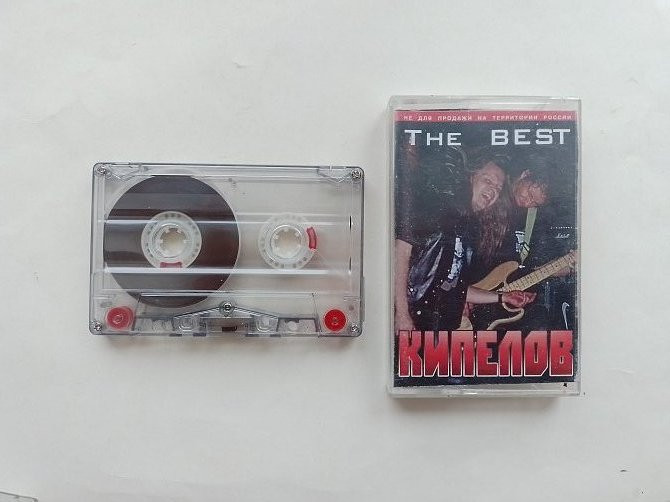 НЕ ДЛЯ ПРОДАЖИ НА ТЕРРИТОРИИ РОССИИ
THE BEST
КИПЕЛОВ